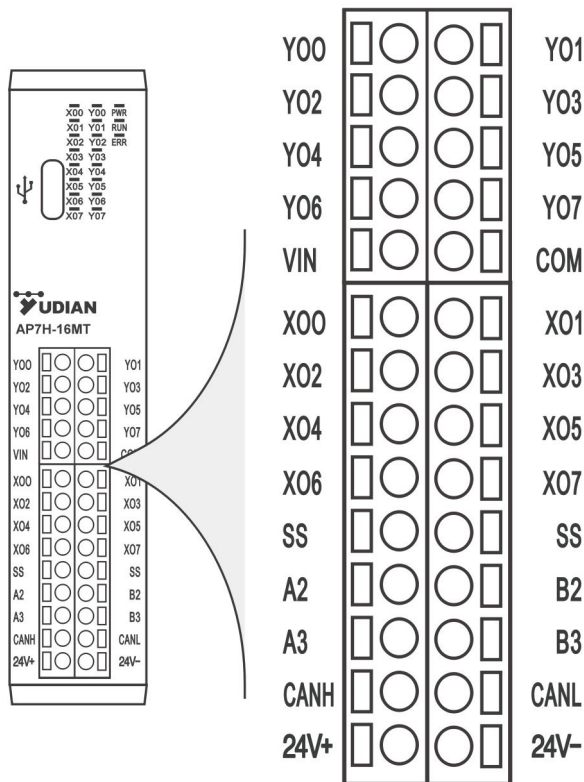 X00 Y00 PWR
X01 Y01 RUN
X02 Y02 ERR
X03 Y03
X04 Y04
X05 Y05
X06 Y06
X07 Y07
YUDIAN
AP7H-16MT
Y00 Y01
Y02 Y03
Y04 Y05
Y06 Y07
VIN
X00 X01
X02 X03
X04 X05
X06 X07
SS SS
A2 B2
A3 B3
CANH CANL
24V+ 24V-
Y00 Y01
Y02 Y03
Y04 Y05
Y06 Y07
VIN COM
X00 X01
X02 X03
X04 X05
X06 X07
SS SS
A2 B2
A3 B3
CANH CANL
24V+ 24V-